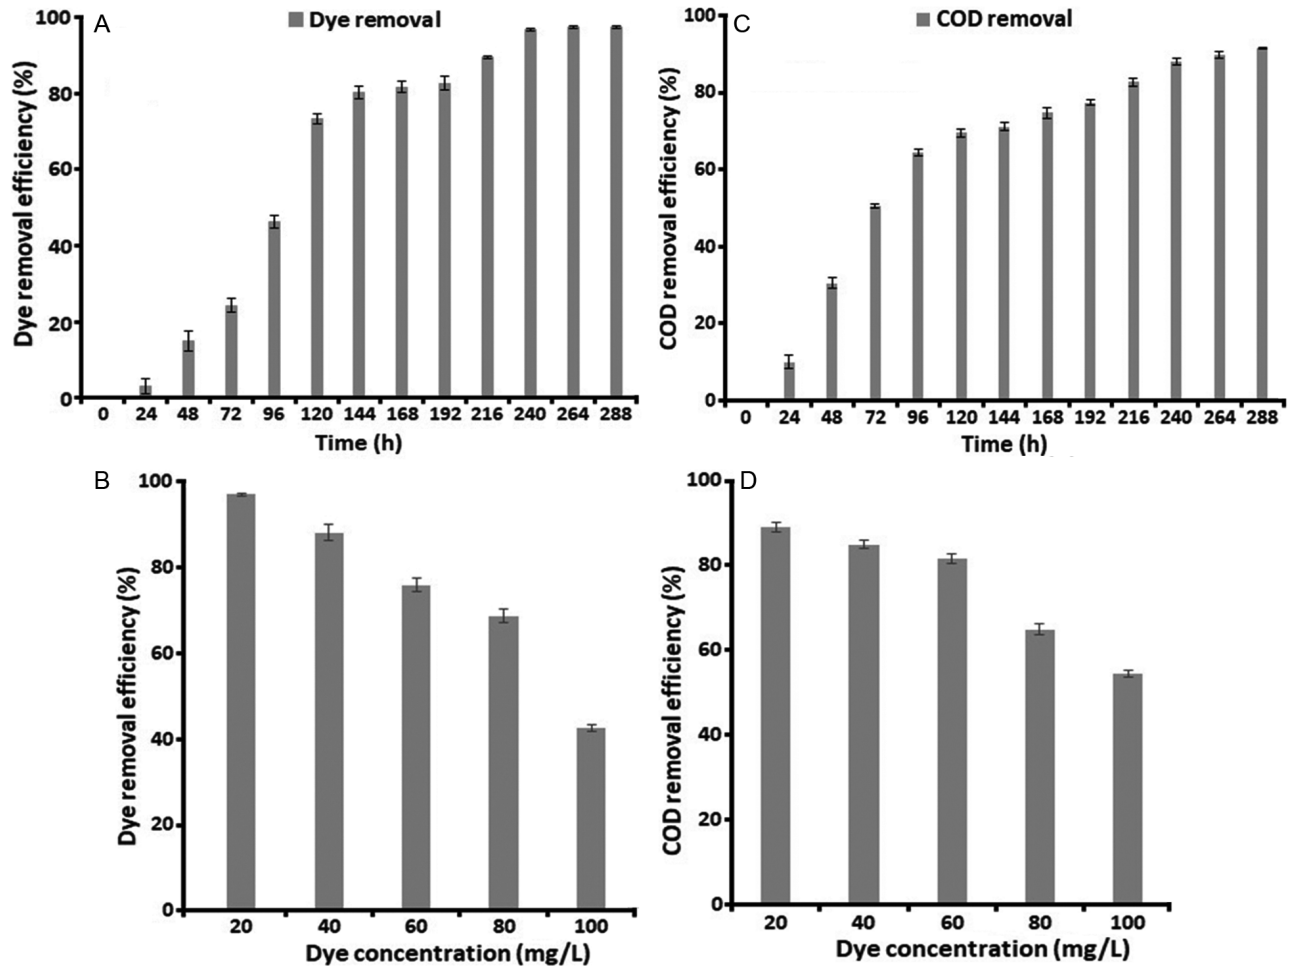 A
Dye removal
Dye removal efficiency (%)
100
80
60
40
20
0
0 24 48 72 96 120 144 168 192 216 240 264 288
Time (h)
C
COD removal
COD removal efficiency (%)
100
80
60
40
20
0
0 24 48 72 96 120 144 168 192 216 240 264 288
Time (h)
B
Dye removal efficiency (%)
100
80
60
40
20
0
20 40 60 80 100
Dye concentration (mg/L)
D
COD removal efficiency (%)
100
80
60
40
20
0
20 40 60 80 100
Dye concentration (mg/L)